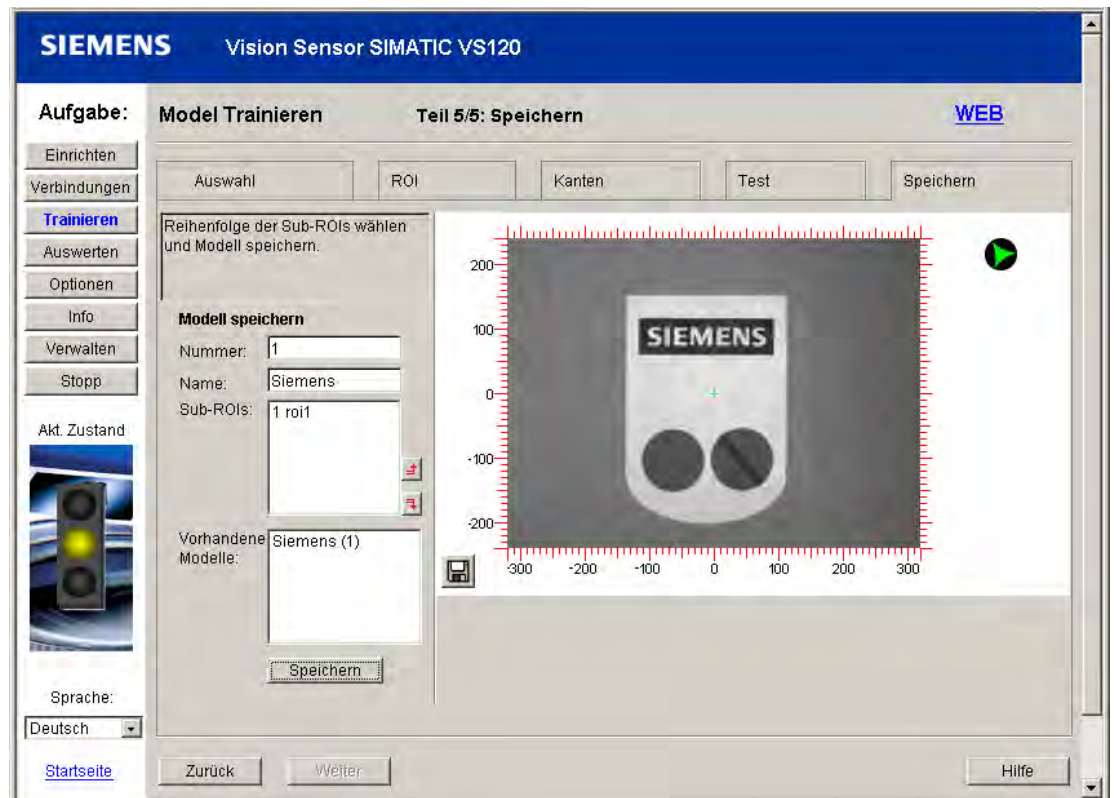 SIEMENS Vision Sensor SIMATIC VS120
Aufgabe:
Model Trainieren Teil 5/5: Speichern WEB
Einrichten
Verbindungen
Trainieren
Auswerten
Optionen
Info
Verwalten
Stopp
Akt. Zustand
Sprache:
Deutsch
Startseite
Auswahl ROI Kanten Test Speichern
Reihenfolge der Sub-ROIs wählen
und Modell speichern.
Modell speichern
Nummer: 1
Name: Siemens
Sub-ROIs: 1 roi1
Vorhandene Modelle: Siemens (1)
Speichern
200
100
0
-100
-200
-300 -200 -100 0 100 200 300
SIEMENS
Zurück Weiter Hilfe